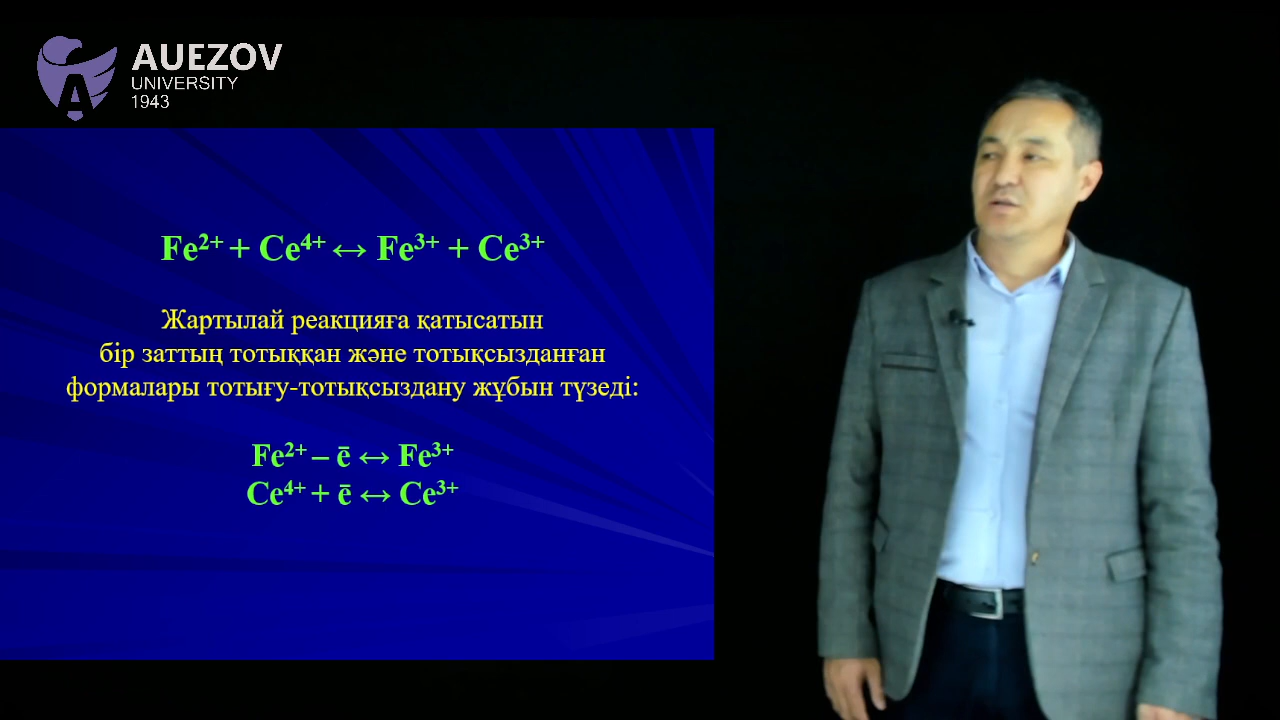 AUEZOV
UNIVERSITY
1943
Fe²⁺ + Ce⁴⁺ ↔ Fe³⁺ + Ce³⁺
Жартылай реакцияға қатысатын
бір заттың тотыққан және тотықсызданған
формалары тотығу-тотықсыздану жұбын түзеді:
Fe²⁺ – ē ↔ Fe³⁺
Ce⁴⁺ + ē ↔ Ce³⁺